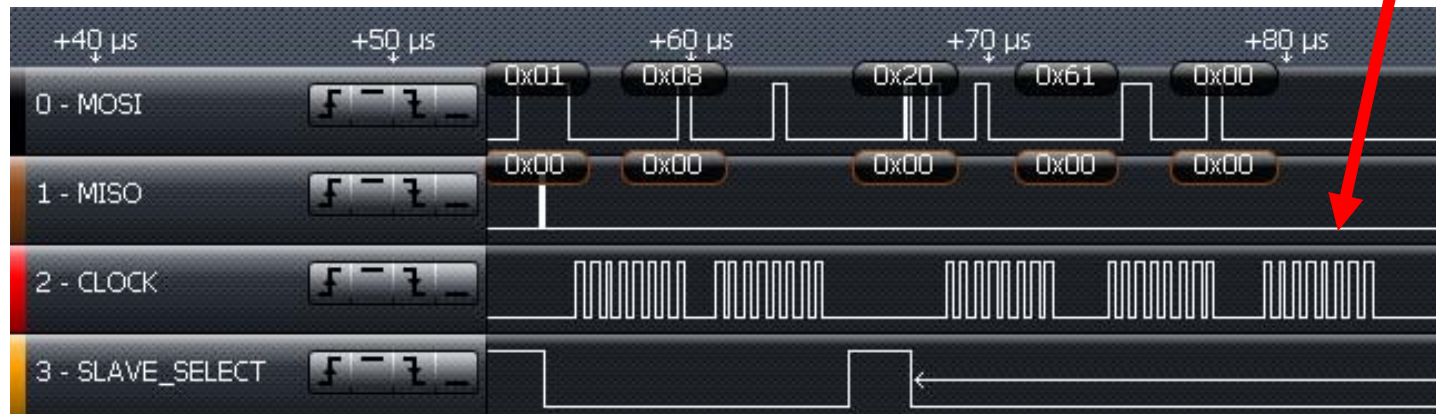 +40 µs +50 µs +60 µs +70 µs +80 µs
0x01 0x08 0x20 0x61 0x00
0 - MOSI
0x00 0x00 0x00 0x00 0x00
1 - MISO
2 - CLOCK
3 - SLAVE_SELECT